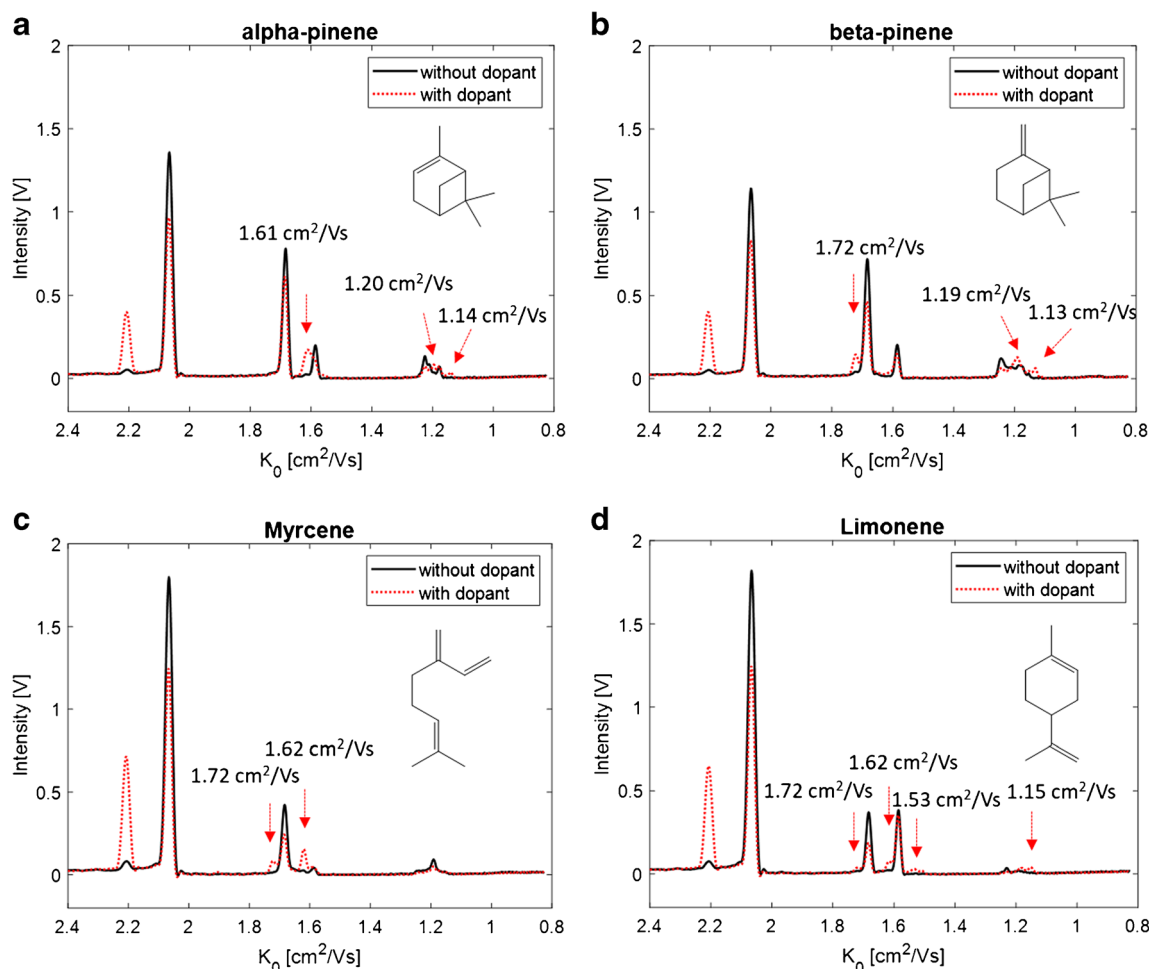 a
alpha-pinene
2
1.5
1
0.5
0
Intensity [V]
without dopant
with dopant
1.61 cm²/Vs
1.20 cm²/Vs
1.14 cm²/Vs
2.4 2.2 2 1.8 1.6 1.4 1.2 1 0.8
K₀ [cm²/Vs]
b
beta-pinene
2
1.5
1
0.5
0
Intensity [V]
without dopant
with dopant
1.72 cm²/Vs
1.19 cm²/Vs
1.13 cm²/Vs
2.4 2.2 2 1.8 1.6 1.4 1.2 1 0.8
K₀ [cm²/Vs]
c
Myrcene
2
1.5
1
0.5
0
Intensity [V]
without dopant
with dopant
1.62 cm²/Vs
1.72 cm²/Vs
2.4 2.2 2 1.8 1.6 1.4 1.2 1 0.8
K₀ [cm²/Vs]
d
Limonene
2
1.5
1
0.5
0
Intensity [V]
without dopant
with dopant
1.62 cm²/Vs
1.72 cm²/Vs
1.53 cm²/Vs
1.15 cm²/Vs
2.4 2.2 2 1.8 1.6 1.4 1.2 1 0.8
K₀ [cm²/Vs]